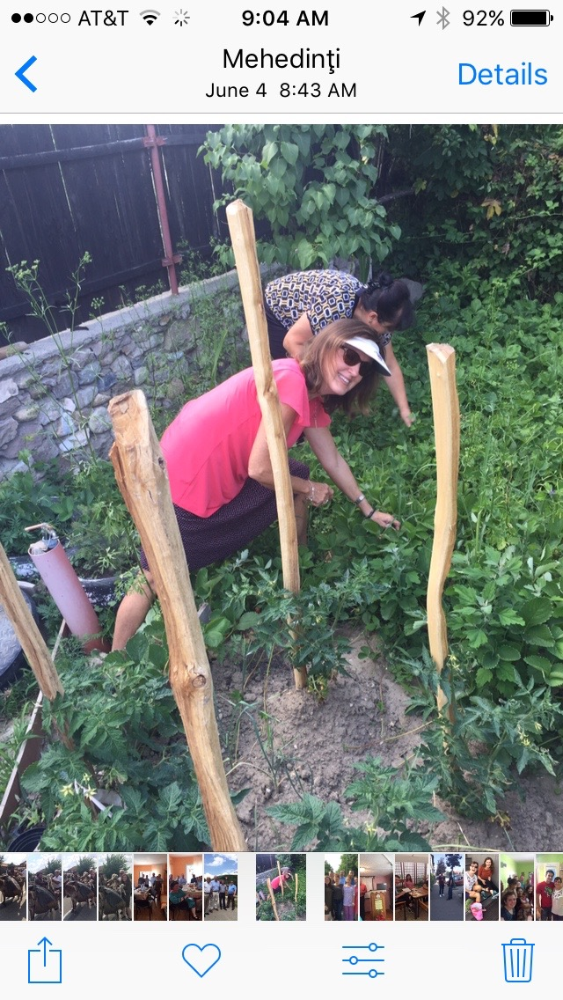 AT&T 9:04 AM 92%
Mehedinţi
June 4 8:43 AM
Details